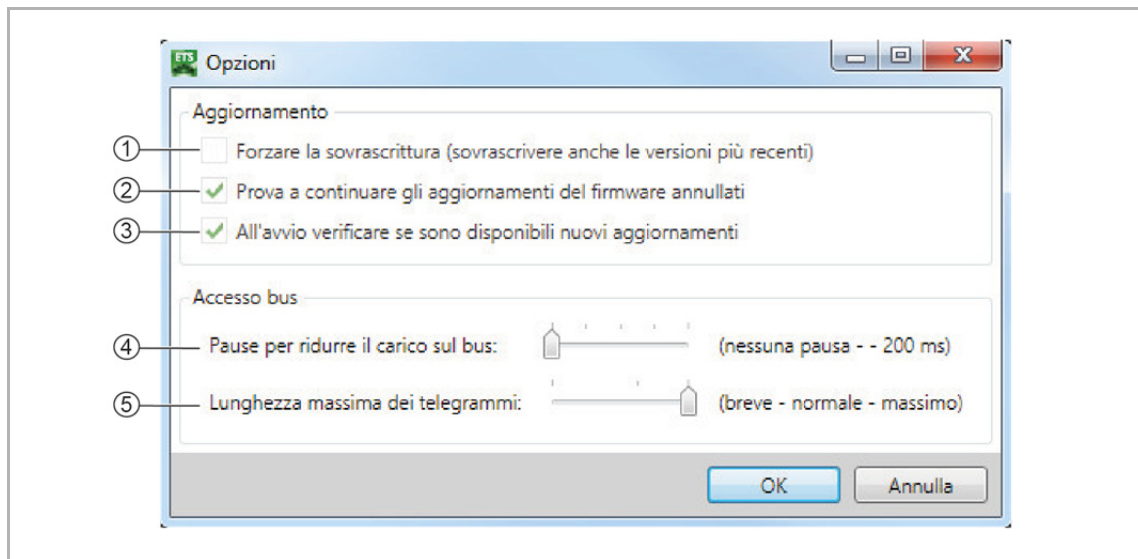 ETS Opzioni
Aggiornamento
① Forzare la sovrascrittura (sovrascrivere anche le versioni più recenti)
② Prova a continuare gli aggiornamenti del firmware annullati
③ All'avvio verificare se sono disponibili nuovi aggiornamenti
Accesso bus
④ Pause per ridurre il carico sul bus: (nessuna pausa - - 200 ms)
⑤ Lunghezza massima dei telegrammi: (breve - normale - massimo)
OK Annulla